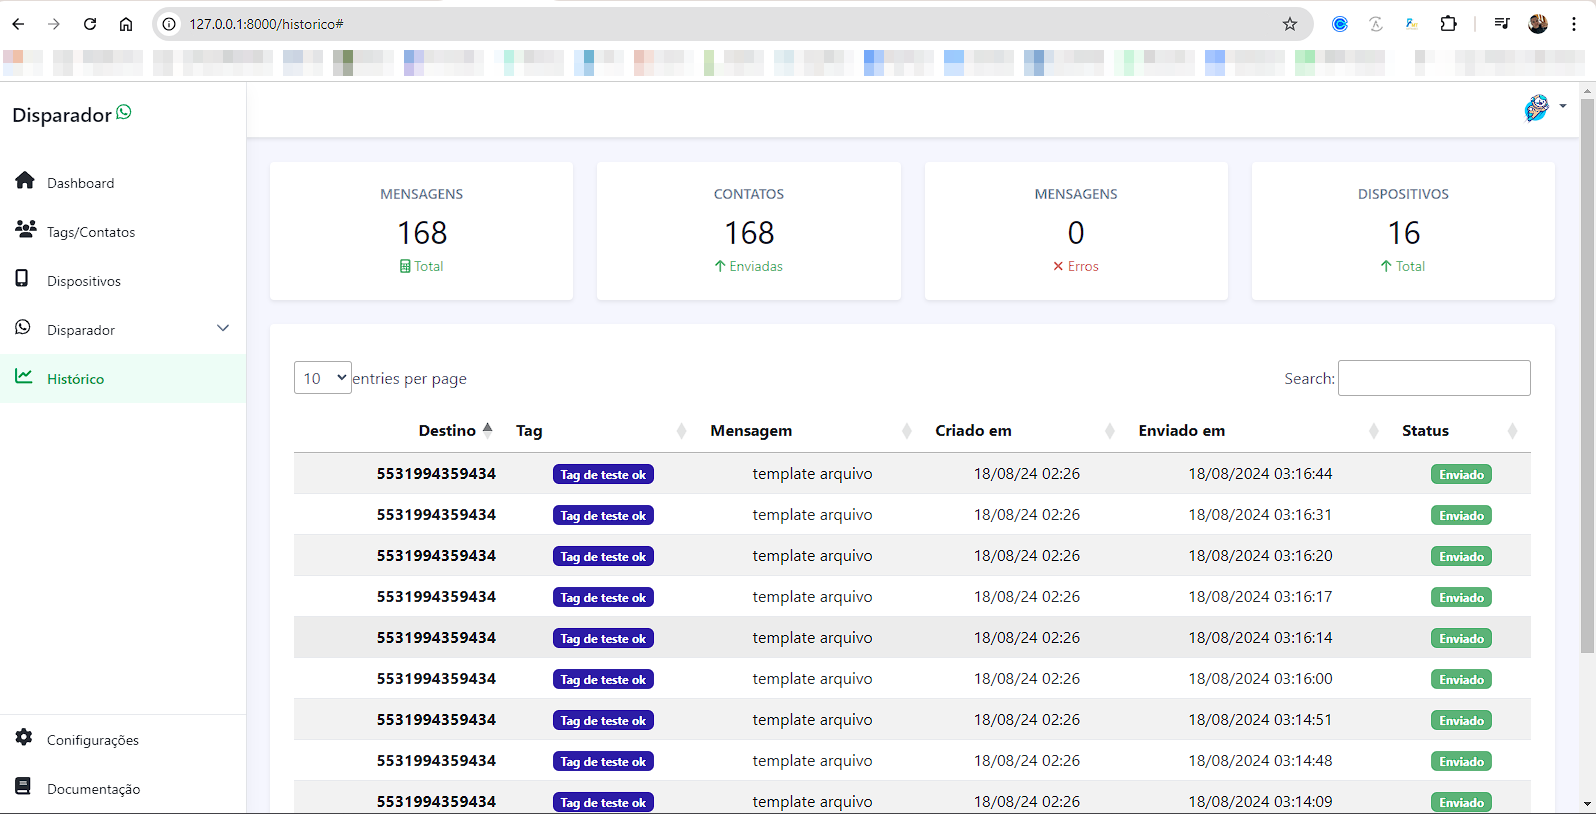 127.0.0.1:8000/historico#
Disparador
Dashboard
Tags/Contatos
Dispositivos
Disparador
Histórico
Conifigurações
Documentação
MENSAGENS
168
Total
CONTATOS
168
Enviadas
MENSAGENS
0
Erros
DISPOSITIVOS
16
Total
10 entries per page
Search:
Destino Tag Mensagem Criado em Enviado em Status
5531994359434 Tag de teste ok template arquivo 18/08/24 02:26 18/08/2024 03:16:44 Enviado
5531994359434 Tag de teste ok template arquivo 18/08/24 02:26 18/08/2024 03:16:31 Enviado
5531994359434 Tag de teste ok template arquivo 18/08/24 02:26 18/08/2024 03:16:20 Enviado
5531994359434 Tag de teste ok template arquivo 18/08/24 02:26 18/08/2024 03:16:17 Enviado
5531994359434 Tag de teste ok template arquivo 18/08/24 02:26 18/08/2024 03:16:14 Enviado
5531994359434 Tag de teste ok template arquivo 18/08/24 02:26 18/08/2024 03:16:00 Enviado
5531994359434 Tag de teste ok template arquivo 18/08/24 02:26 18/08/2024 03:14:51 Enviado
5531994359434 Tag de teste ok template arquivo 18/08/24 02:26 18/08/2024 03:14:48 Enviado
5531994359434 Tag de teste ok template arquivo 18/08/24 02:26 18/08/2024 03:14:09 Enviado